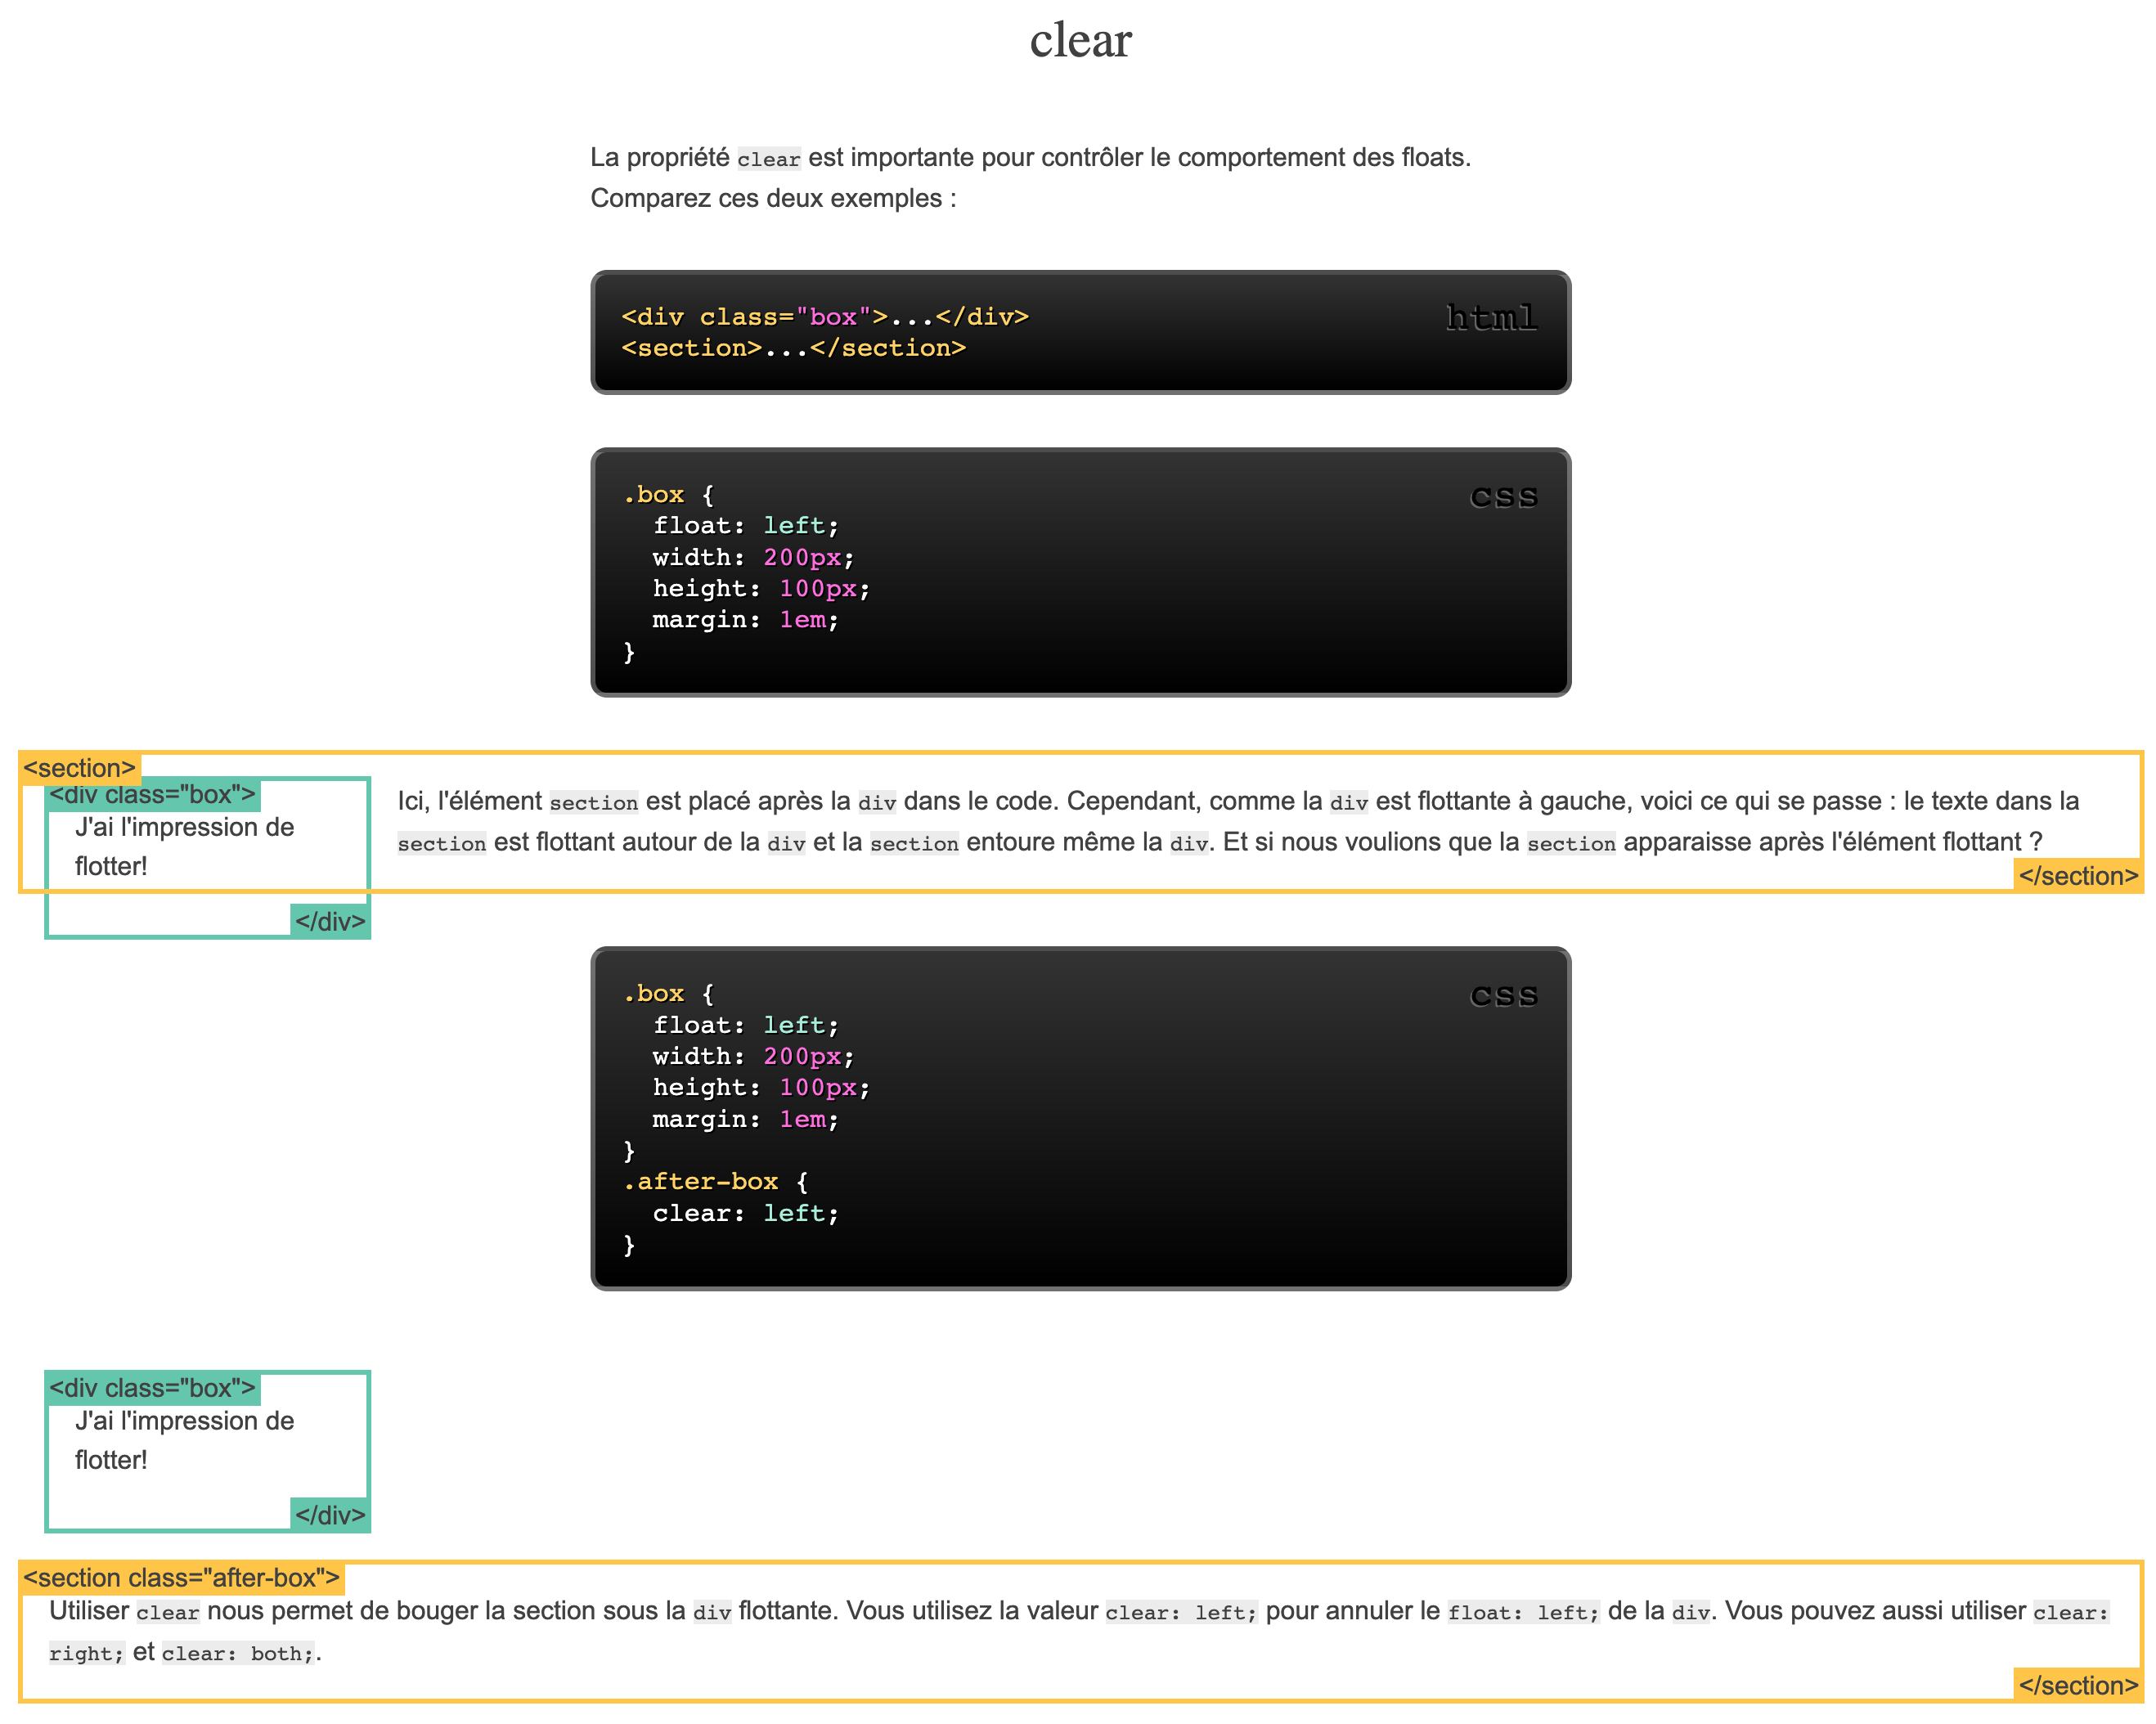 clear
La propriété clear est importante pour contrôler le comportement des floats.
Comparez ces deux exemples :
html
<div class="box">...</div>
<section>...</section>
css
.box {
  float: left;
  width: 200px;
  height: 100px;
  margin: 1em;
}
<section>
<div class="box">
J'ai l'impression de
flotter!
</div>
Ici, l'élément section est placé après la div dans le code. Cependant, comme la div est flottante à gauche, voici ce qui se passe : le texte dans la
section est flottant autour de la div et la section entoure même la div. Et si nous voulions que la section apparaisse après l'élément flottant ?
</section>
css
.box {
  float: left;
  width: 200px;
  height: 100px;
  margin: 1em;
}
.after-box {
  clear: left;
}
<div class="box">
J'ai l'impression de
flotter!
</div>
<section class="after-box">
Utiliser clear nous permet de bouger la section sous la div flottante. Vous utilisez la valeur clear: left; pour annuler le float: left; de la div. Vous pouvez aussi utiliser clear:
right; et clear: both;.
</section>